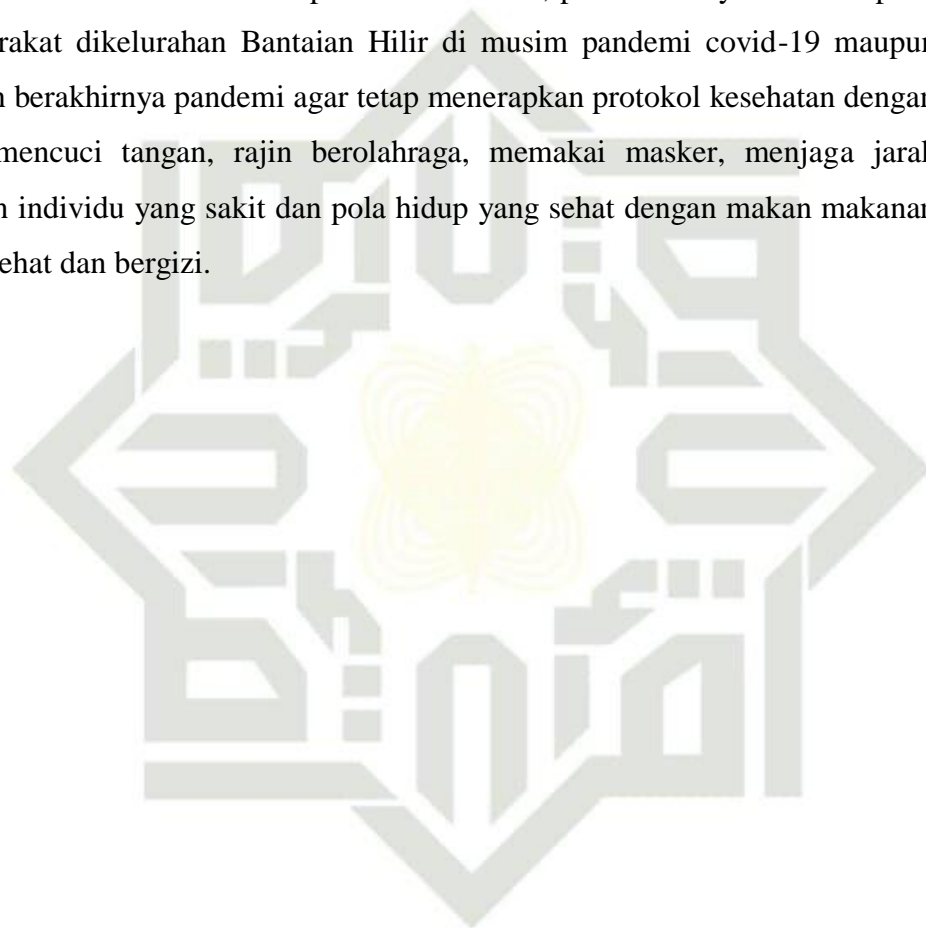 rakat dikelurahan Bantaian Hilir di musim pandemi covid-19 maupun
berakhirnya pandemi agar tetap menerapkan protokol kesehatan dengan
mencuci tangan, rajin berolahraga, memakai masker, menjaga jarak
individu yang sakit dan pola hidup yang sehat dengan makan makanan
ehat dan bergizi.